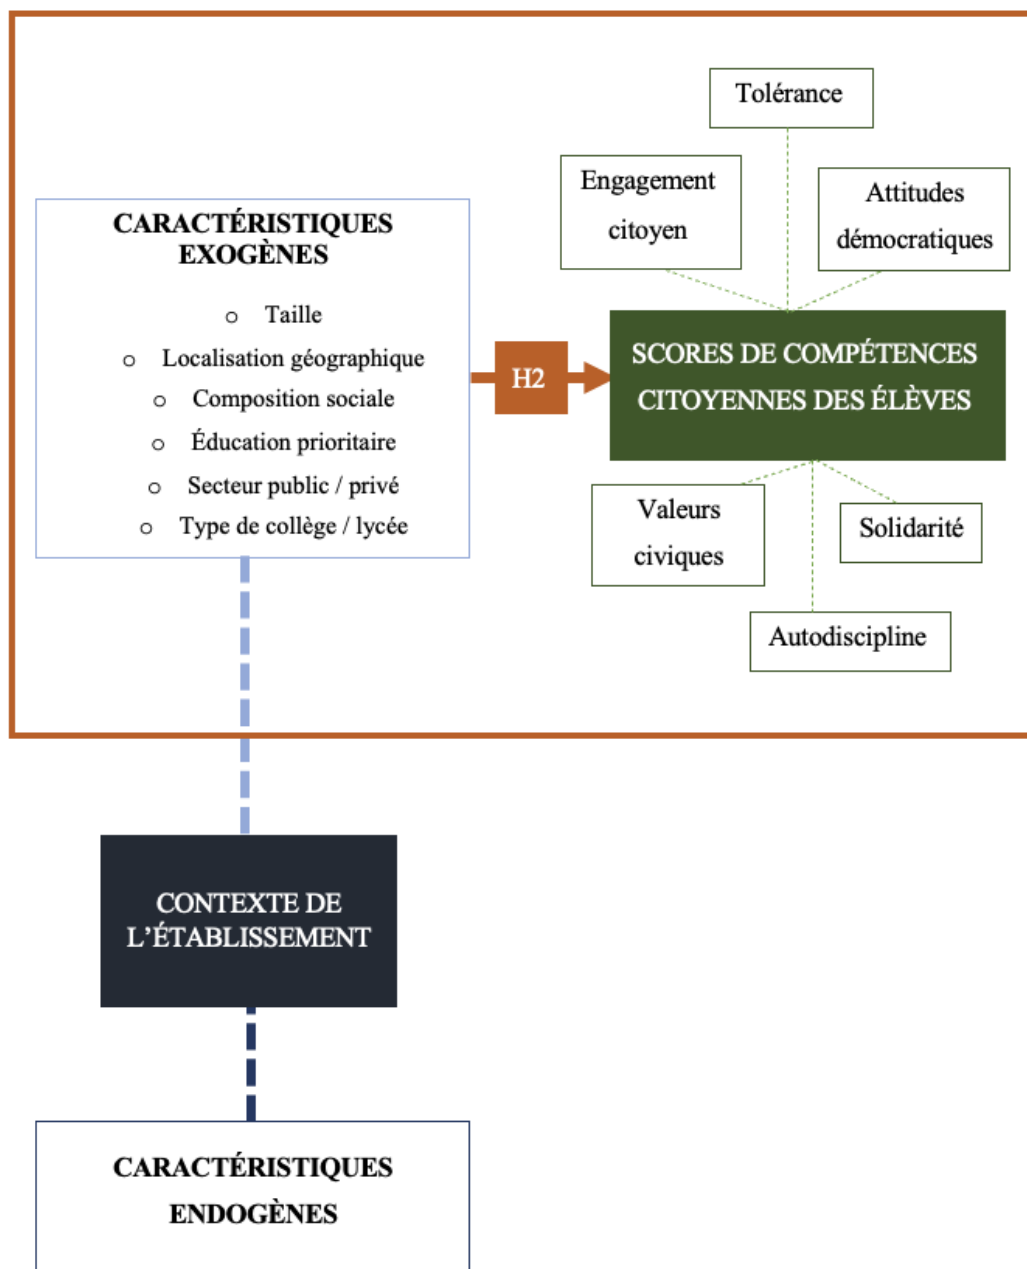 Tolérance
Engagement
citoyen
Attitudes
démocratiques
CARACTÉRISTIQUES
EXOGÈNES
o Taille
o Localisation géographique
o Composition sociale
o Éducation prioritaire
o Secteur public / privé
o Type de collège / lycée
H2
SCORES DE COMPÉTENCES
CITOYENNES DES ÉLÈVES
Valeurs
civiques
Solidarité
Autodiscipline
CONTEXTE DE
L'ÉTABLISSEMENT
CARACTÉRISTIQUES
ENDOGÈNES